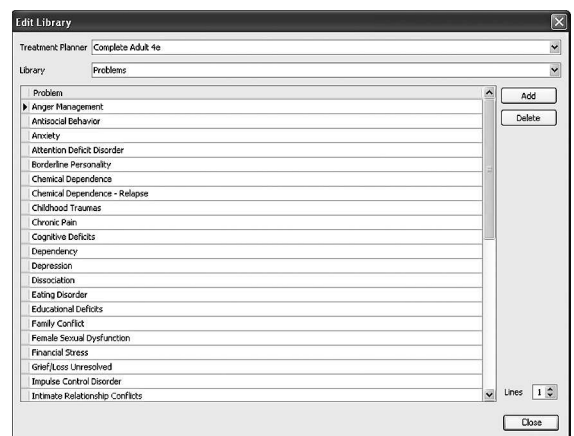 Edit Library
Treatment Planner Complete Adult 4e
Library Problems
Problem
Add
Anger Management
Antisocial Behavior
Delete
Anxiety
Attention Deficit Disorder
Borderline Personality
Chemical Dependence
Chemical Dependence - Relapse
Childhood Traumas
Chronic Pain
Cognitive Deficits
Dependency
Depression
Dissociation
Eating Disorder
Educational Deficits
Family Conflict
Female Sexual Dysfunction
Financial Stress
Grief/Loss Unresolved
Impulse Control Disorder
Intimate Relationship Conflicts
Lines 1
Close